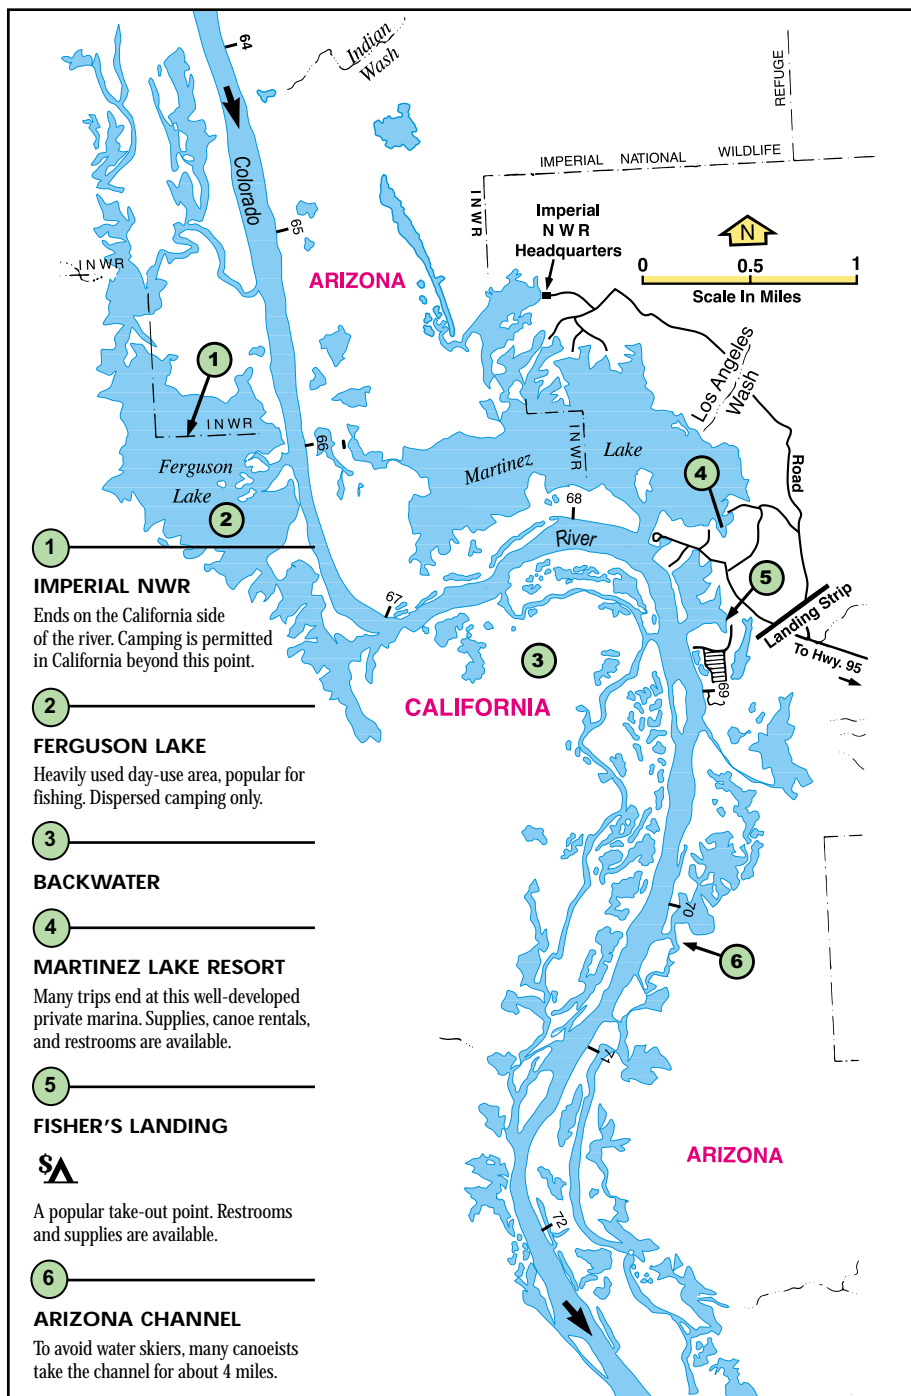 64
Indian
Wash
REFUGE
Colorado
IMPERIAL NATIONAL WILDLIFE
INWR
Imperial
N W R
Headquarters
N
65
INWR
ARIZONA
0 0.5 1
Scale In Miles
Los Angeles
Wash
1
INWR
66
Ferguson
Lake
2
Martinez
Lake
INWR
4
Road
68
River
67
5
Landing Strip
To Hwy. 95
3
69
CALIFORNIA
70
6
71
ARIZONA
72
1
IMPERIAL NWR
Ends on the California side
of the river. Camping is permitted
in California beyond this point.
2
FERGUSON LAKE
Heavily used day-use area, popular for
fishing. Dispersed camping only.
3
BACKWATER
4
MARTINEZ LAKE RESORT
Many trips end at this well-developed
private marina. Supplies, canoe rentals,
and restrooms are available.
5
FISHER'S LANDING
$
A popular take-out point. Restrooms
and supplies are available.
6
ARIZONA CHANNEL
To avoid water skiers, many canoeists
take the channel for about 4 miles.